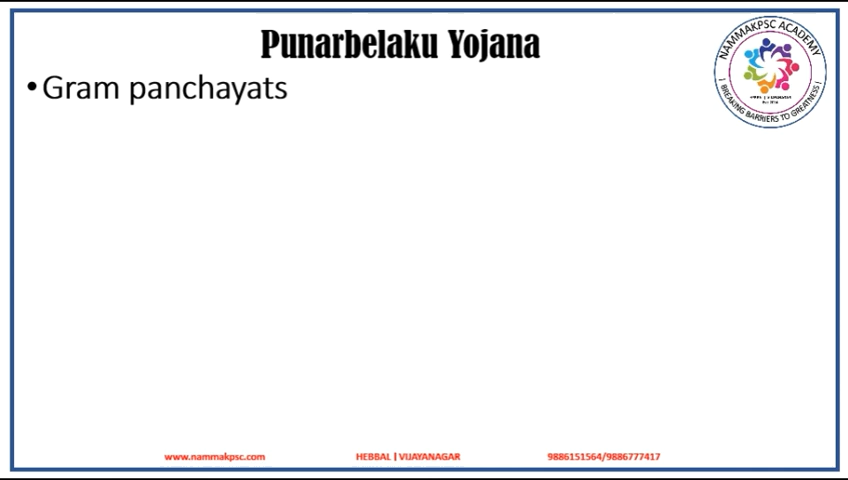 Punarbelaku Yojana
•Gram panchayats
NAMMAKPSC ACADEMY
| BREAKING BARRIERS TO GREATNESS |
www.nammakpsc.com
HEBBAL | VIJAYANAGAR
9886151564/9886777417